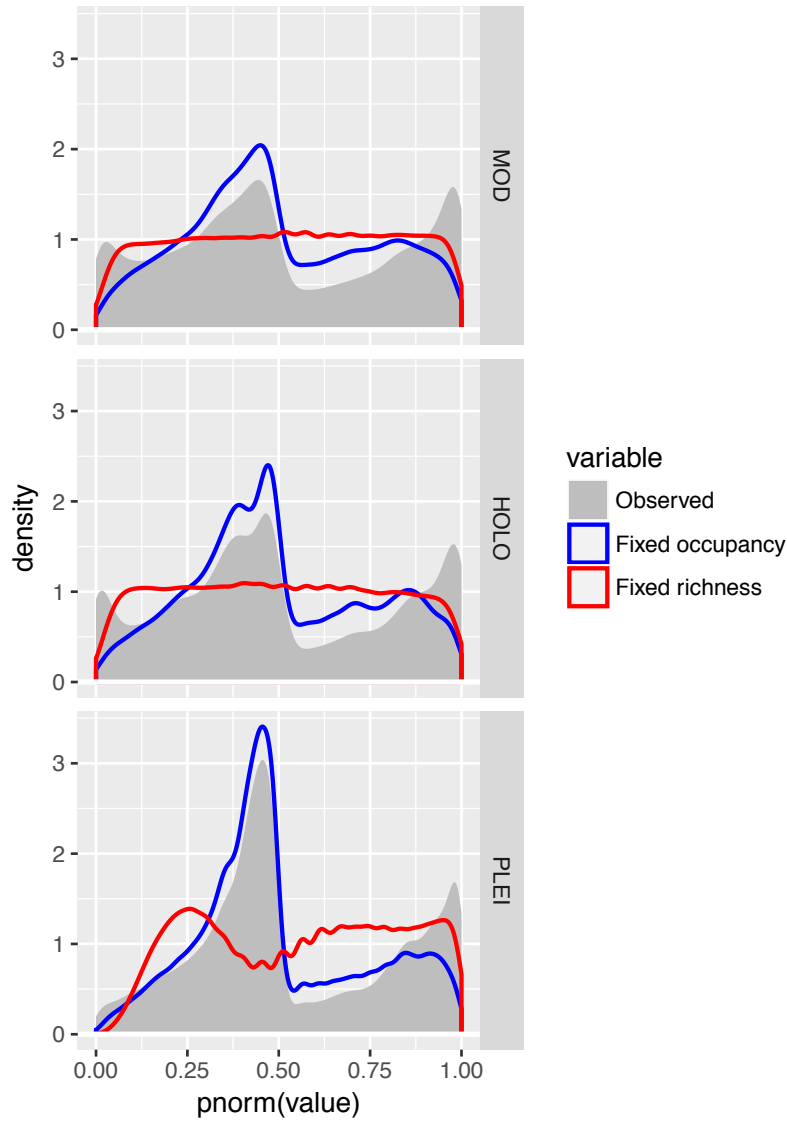 3
2
1
0
MOD
3
2
1
0
HOLO
3
2
1
0
PLEI
0.00 0.25 0.50 0.75 1.00
pnorm(value)
density
variable
Observed
Fixed occupancy
Fixed richness